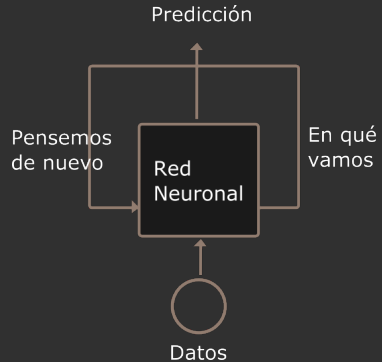 Predicción
Pensemos
de nuevo
Red
Neuronal
En qué
vamos
Datos